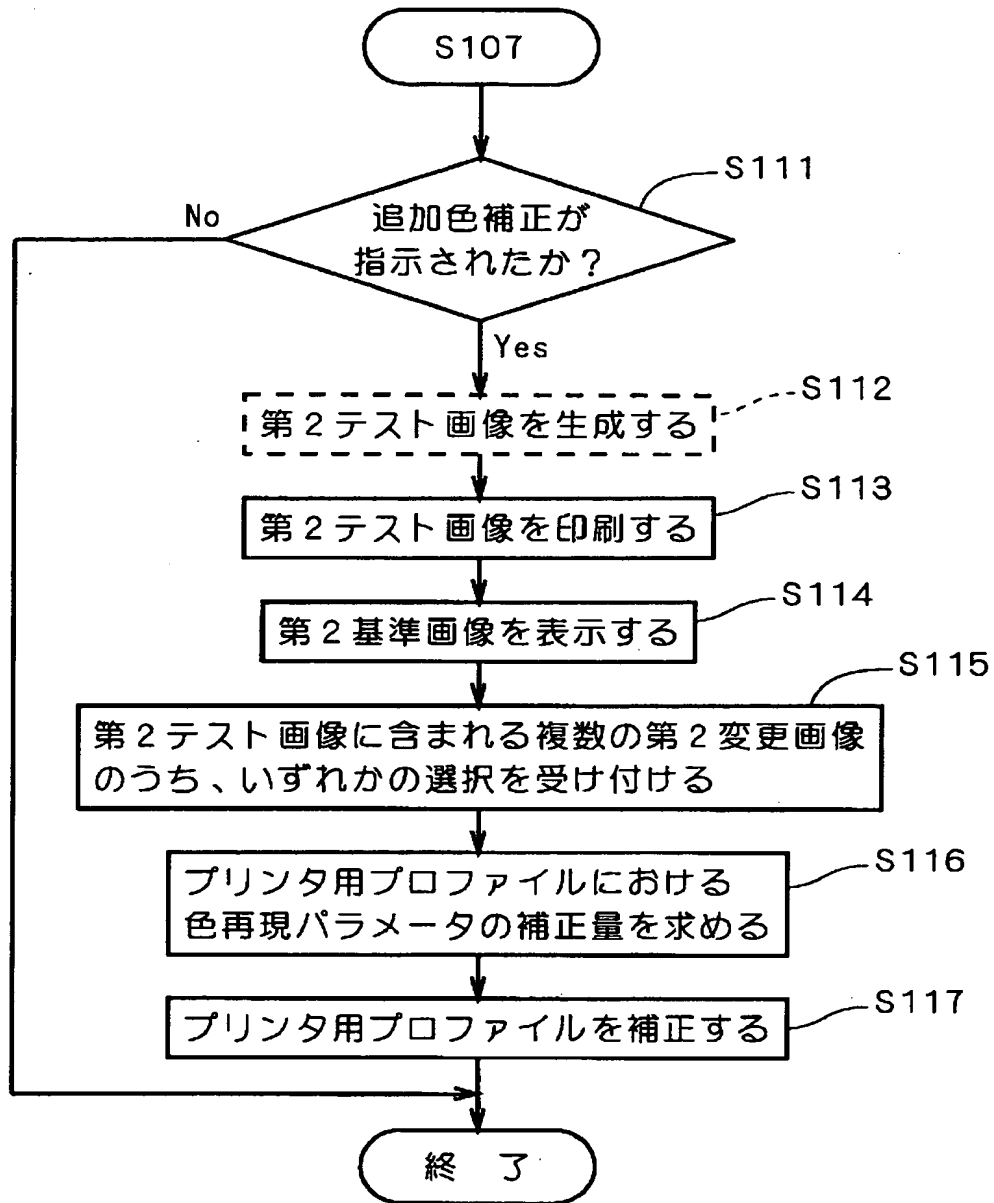 S107
S111
No
追加色補正が
指示されたか？
Yes
S112
第２テスト画像を生成する
S113
第２テスト画像を印刷する
S114
第２基準画像を表示する
S115
第２テスト画像に含まれる複数の第２変更画像
のうち、いずれかの選択を受け付ける
S116
プリンタ用プロファイルにおける
色再現パラメータの補正量を求める
S117
プリンタ用プロファイルを補正する
終 了